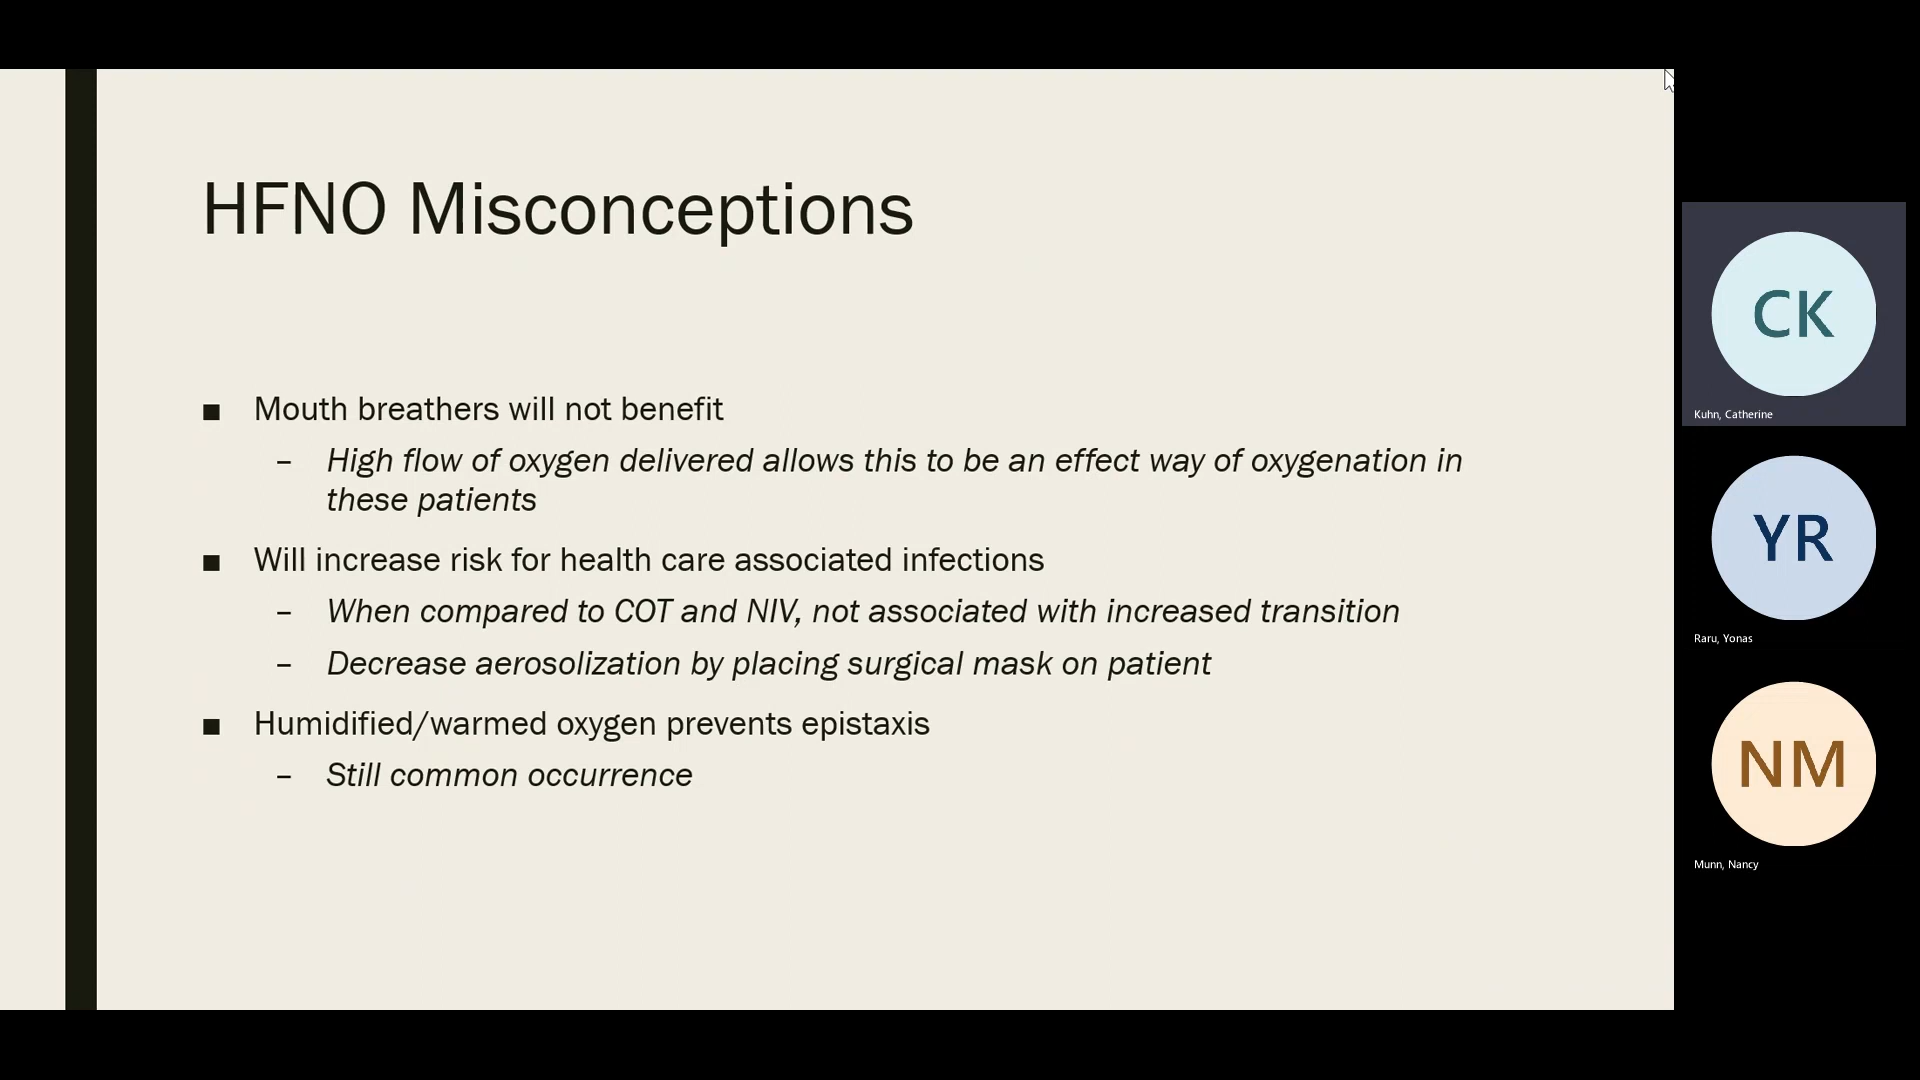 HFNO Misconceptions
■ Mouth breathers will not benefit
– High flow of oxygen delivered allows this to be an effect way of oxygenation in
these patients
■ Will increase risk for health care associated infections
– When compared to COT and NIV, not associated with increased transition
– Decrease aerosolization by placing surgical mask on patient
■ Humidified/warmed oxygen prevents epistaxis
– Still common occurrence
CK
Kuhn, Catherine
YR
Raru, Yonas
NM
Munn, Nancy